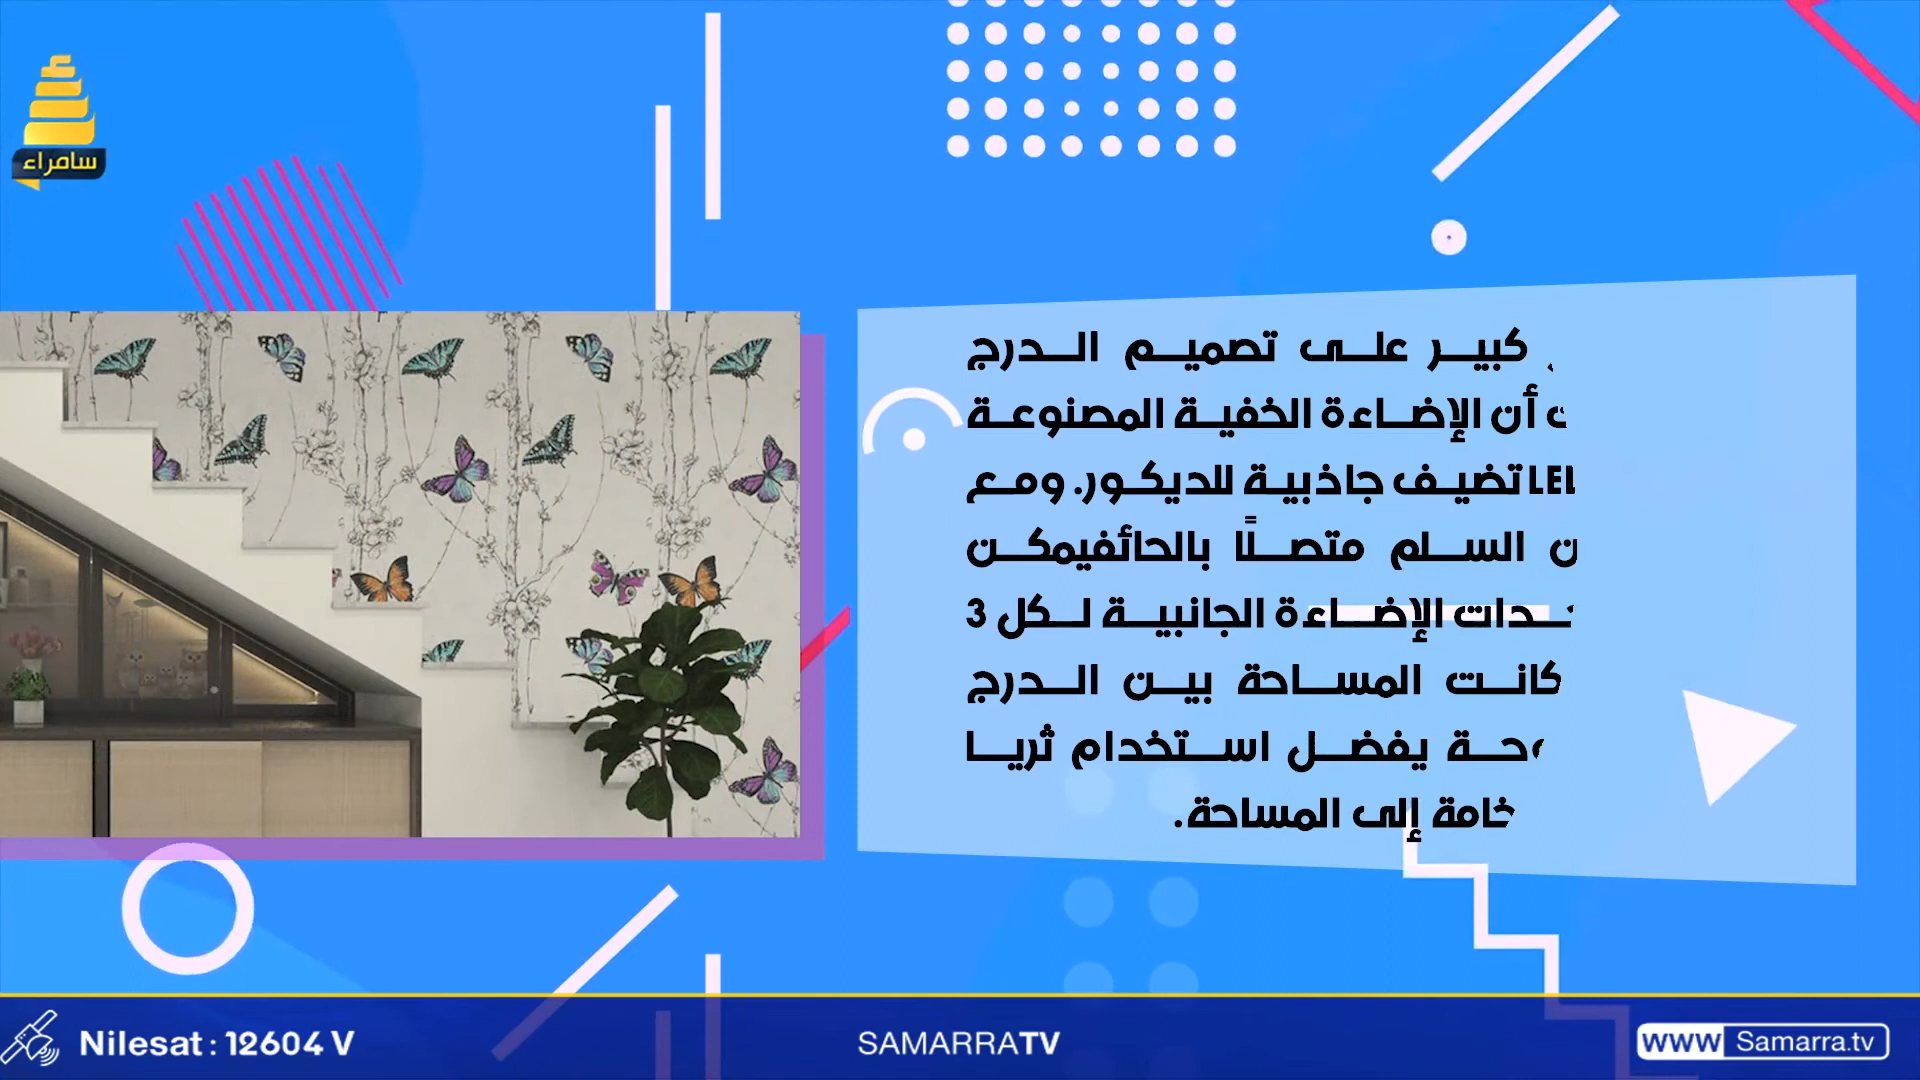 سامراء
كبير على تصميم الدرج
أن الإضاءة الخفية المصنوعة
تضيف جاذبية للديكور. ومع
السلم متصلًا بالحائفيمكن
الإضاءة الجانبية لكل 3
كانت المساحة بين الدرج
يفضل استخدام ثريا
إلى المساحة.
Nilesat : 12604 V
SAMARRATV
www Samarra.tv